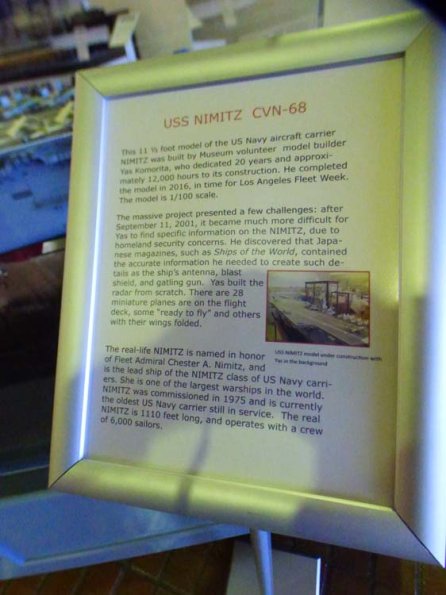 USS NIMITZ CVN-68
This 11 ½ foot model of the US Navy aircraft carrier
NIMITZ was built by Museum volunteer model builder
Yas Komorita, who dedicated 20 years and approxi-
mately 12,000 hours to its construction. He completed
the model in 2016, in time for Los Angeles Fleet Week.
The model is 1/100 scale.
The massive project presented a few challenges: after
September 11, 2001, it became much more difficult for
Yas to find specific information on the NIMITZ, due to
homeland security concerns. He discovered that Japa-
nese magazines, such as Ships of the World, contained
the accurate information he needed to create such de-
tails as the ship's antenna, blast
shield, and gatling gun. Yas built the
radar from scratch. There are 28
miniature planes are on the flight
deck, some "ready to fly" and others
with their wings folded.
USS NIMITZ model under construction with
Yas in the background
The real-life NIMITZ is named in honor
of Fleet Admiral Chester A. Nimitz, and
is the lead ship of the NIMITZ class of US Navy carri-
ers. She is one of the largest warships in the world.
NIMITZ was commissioned in 1975 and is currently
the oldest US Navy carrier still in service. The real
NIMITZ is 1110 feet long, and operates with a crew
of 6,000 sailors.